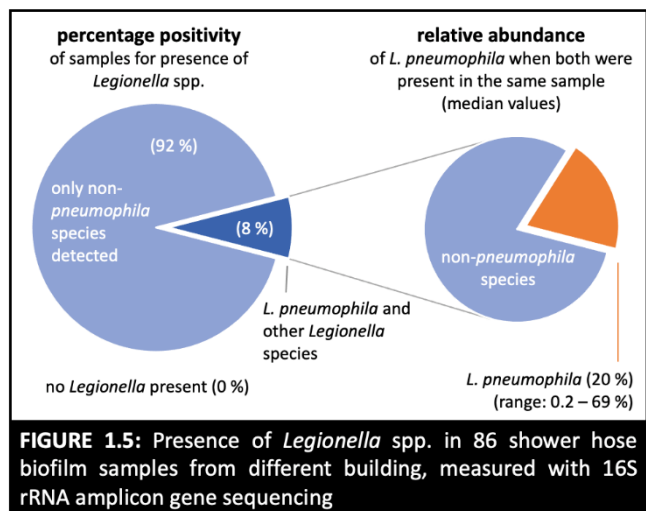 percentage positivity
of samples for presence of
Legionella spp.
(92 %)
only non-
pneumophila
species
detected
(8 %)
L. pneumophila and
other Legionella
species
no Legionella present (0 %)
relative abundance
of L. pneumophila when both were
present in the same sample
(median values)
non-pneumophila
species
L. pneumophila (20 %)
(range: 0.2 – 69 %)
FIGURE 1.5: Presence of Legionella spp. in 86 shower hose
biofilm samples from different building, measured with 16S
rRNA amplicon gene sequencing